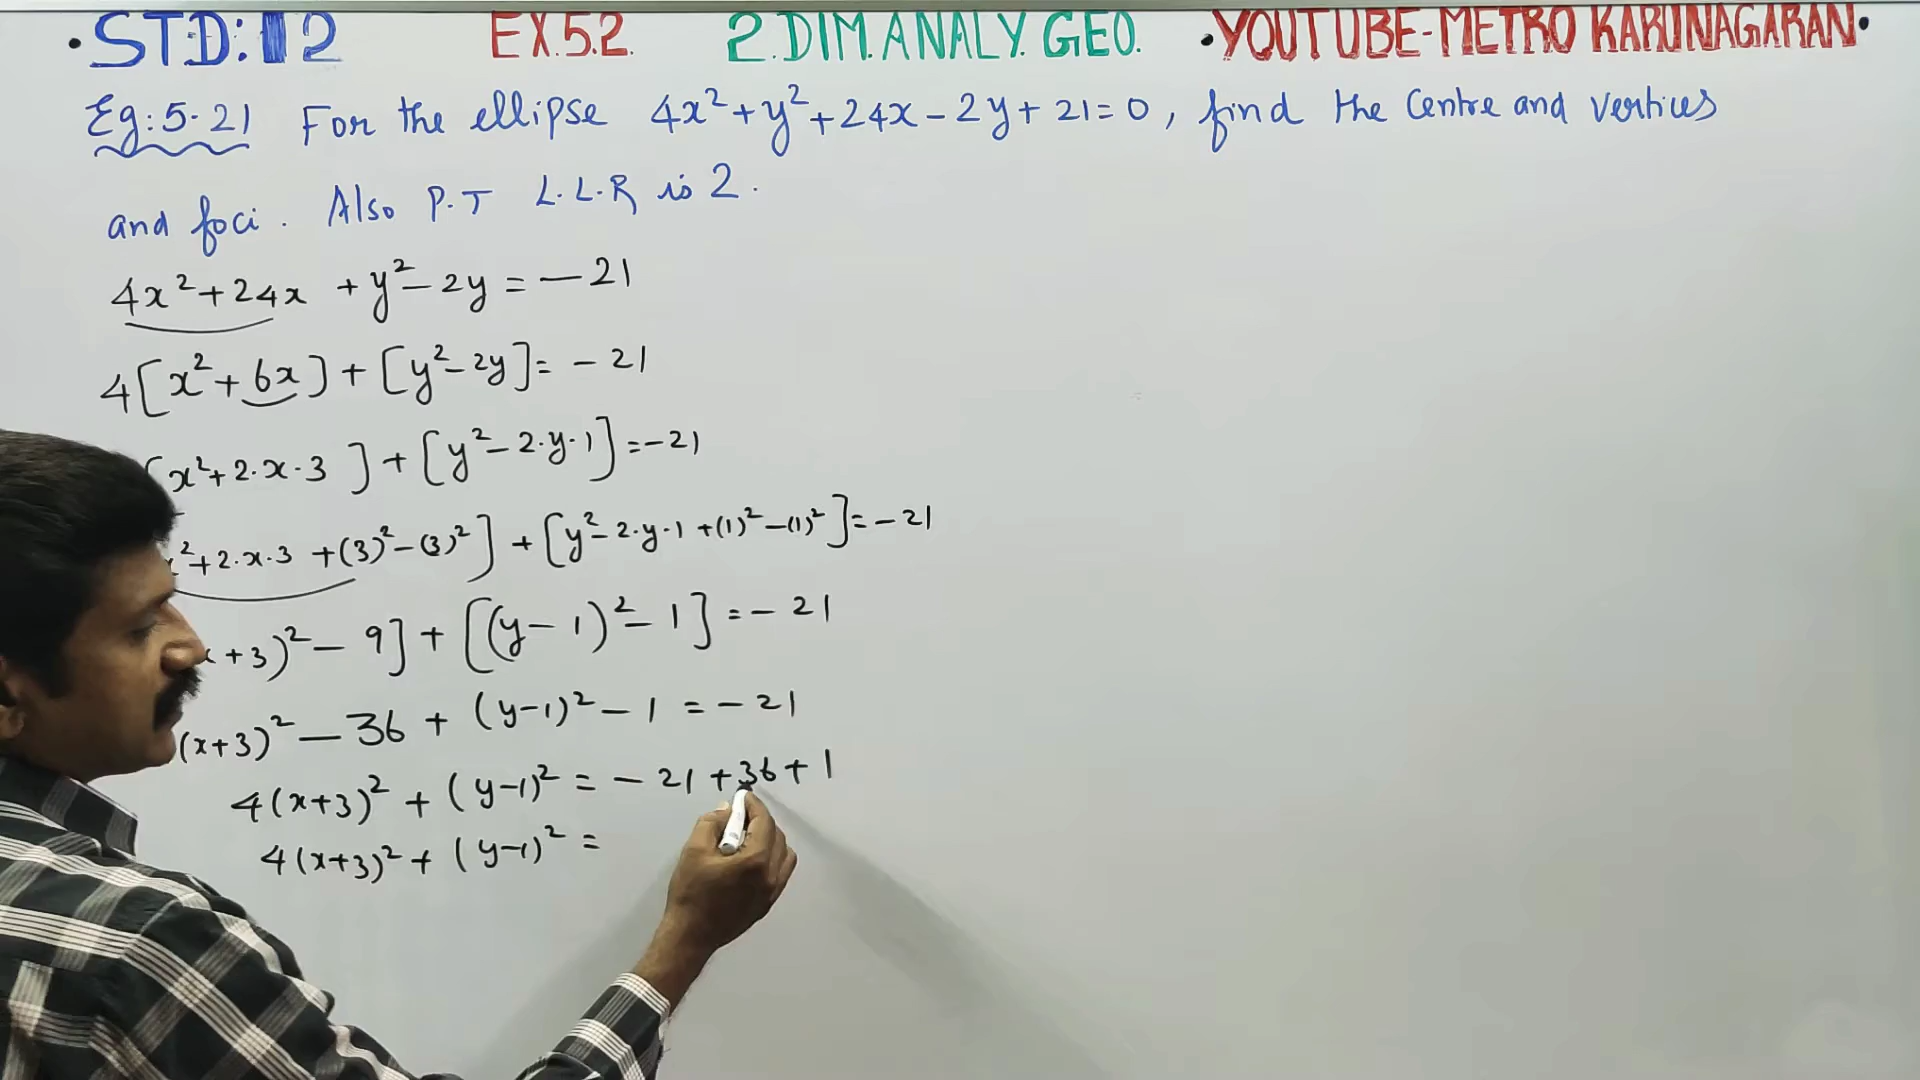 • STD: 12 EX.5.2. 2.DIM.ANALY.GEO. •YOUTUBE-METRO KARUNAGARAN•
Eg: 5.21 For the ellipse 4x²+y²+24x-2y+21=0, find the centre and vertices
and foci. Also P.T L.L.R is 2.
4x²+24x +y²-2y = -21
4[x²+6x]+[y²-2y]= -21
[x²+2·x·3 ]+[y²-2·y·1]=-21
²+2·x·3 +(3)²-(3)²]+[y²-2·y·1 +(1)²-(1)²]=-21
+3)²-9]+[(y-1)²-1]=-21
(x+3)²-36+(y-1)²-1 =-21
4(x+3)²+(y-1)² = -21+36+1
4(x+3)²+(y-1)² =